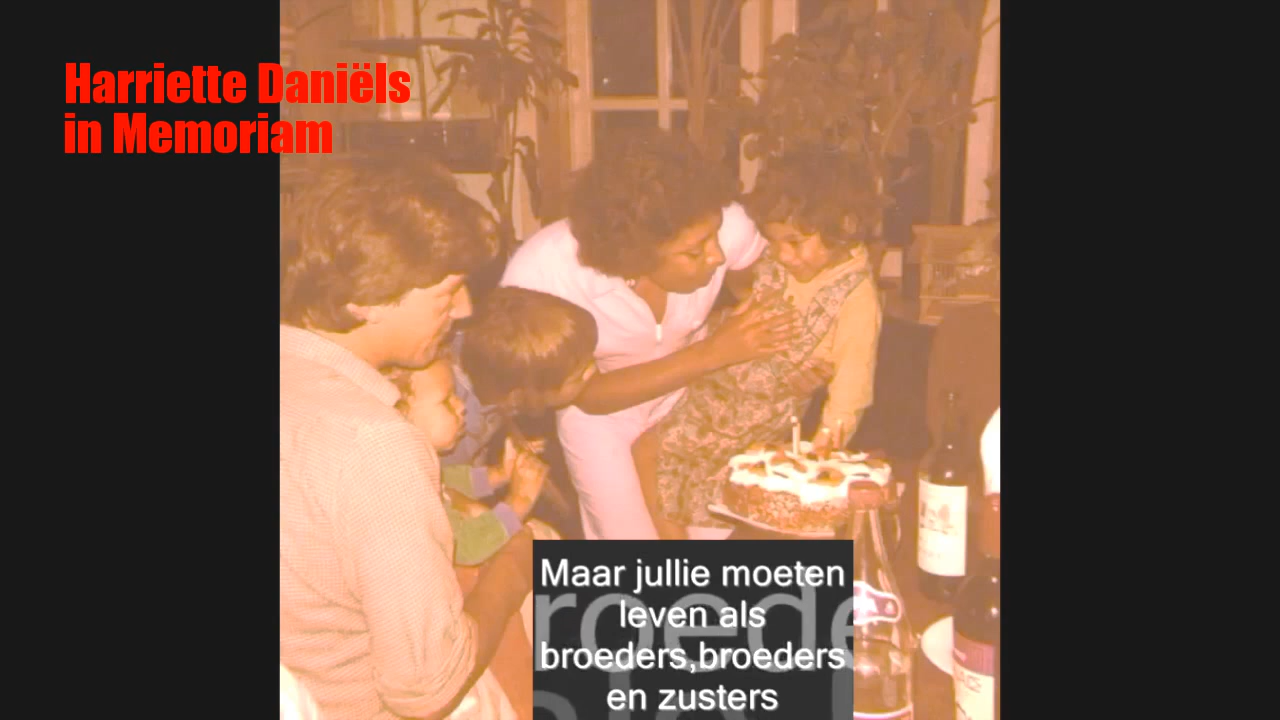 Harriette Daniëls
in Memoriam
Maar jullie moeten
leven als
broeders,broeders
en zusters